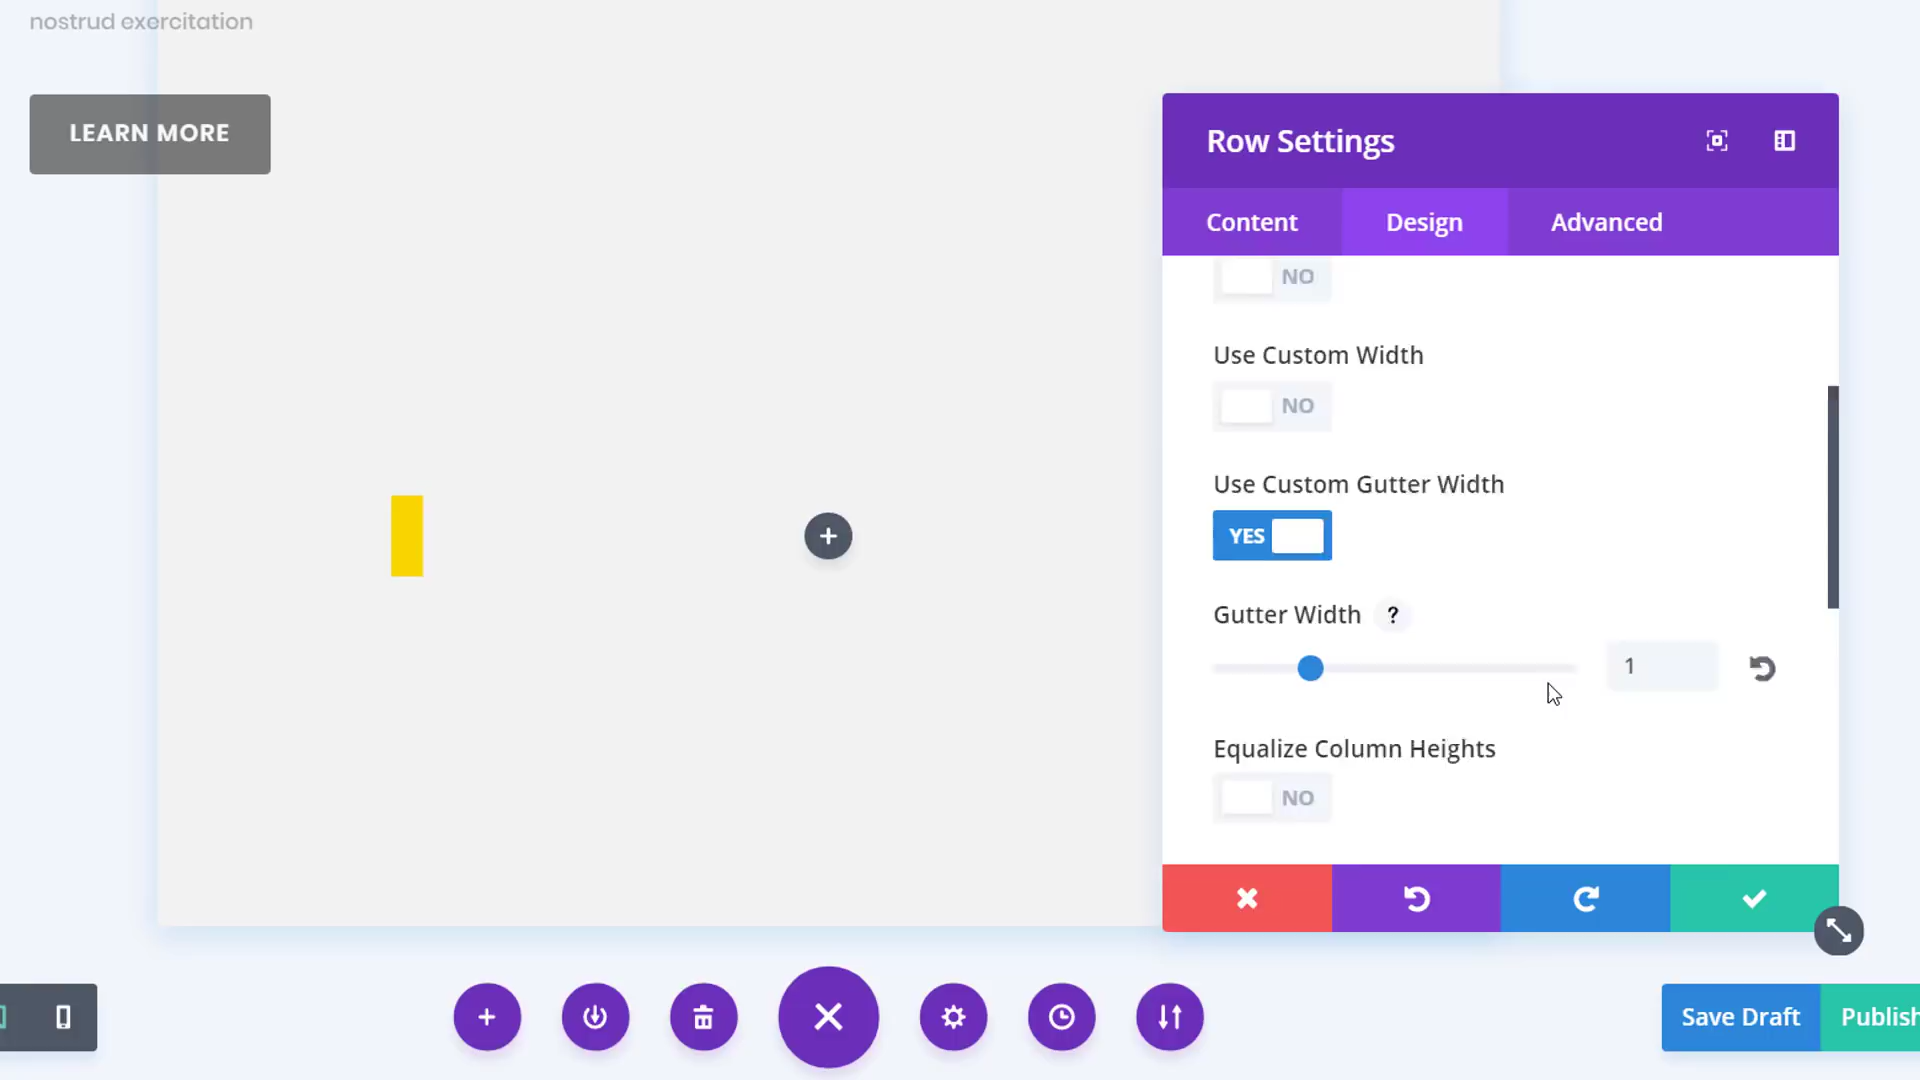 nostrud exercitation
LEARN MORE
Row Settings
Content Design Advanced
NO
Use Custom Width
NO
Use Custom Gutter Width
YES
Gutter Width ?
1
Equalize Column Heights
NO
Save Draft
Publish